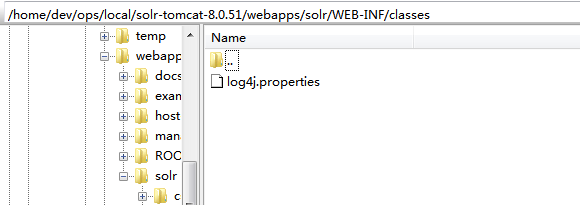 /home/dev/ops/local/solr-tomcat-8.0.51/webapps/solr/WEB-INF/classes
temp
webapp
docs
exam
host
man
ROO
solr
Name
..
log4j.properties